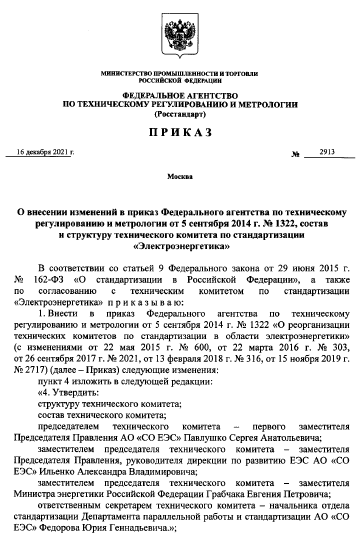 МИНИСТЕРСТВО ПРОМЫШЛЕННОСТИ И ТОРГОВЛИ
РОССИЙСКОЙ ФЕДЕРАЦИИ
ФЕДЕРАЛЬНОЕ АГЕНТСТВО
ПО ТЕХНИЧЕСКОМУ РЕГУЛИРОВАНИЮ И МЕТРОЛОГИИ
(Росстандарт)
ПРИКАЗ
16 декабря 2021 г. № 2913
Москва
О внесении изменений в приказ Федерального агентства по техническому
регулированию и метрологии от 5 сентября 2014 г. № 1322, состав
и структуру технического комитета по стандартизации
«Электроэнергетика»
В соответствии со статьей 9 Федерального закона от 29 июня 2015 г.
№ 162-ФЗ «О стандартизации в Российской Федерации», а также
по согласованию с техническим комитетом по стандартизации
«Электроэнергетика» п р и к а з ы в а ю:
1. Внести в приказ Федерального агентства по техническому
регулированию и метрологии от 5 сентября 2014 г. № 1322 «О реорганизации
технических комитетов по стандартизации в области электроэнергетики»
(с изменениями от 22 мая 2015 г. № 600, от 22 марта 2016 г. № 303,
от 26 сентября 2017 г. № 2021, от 13 февраля 2018 г. № 316, от 15 ноября 2019 г.
№ 2717) (далее – Приказ) следующие изменения:
пункт 4 изложить в следующей редакции:
«4. Утвердить:
структуру технического комитета;
состав технического комитета;
председателем технического комитета – первого заместителя
Председателя Правления АО «СО ЕЭС» Павлушко Сергея Анатольевича;
заместителем председателя технического комитета – заместителя
Председателя Правления, руководителя дирекции по развитию ЕЭС АО «СО
ЕЭС» Ильенко Александра Владимировича;
заместителем председателя технического комитета – заместителя
Министра энергетики Российской Федерации Грабчака Евгения Петровича;
ответственным секретарем технического комитета – начальника отдела
стандартизации Департамента параллельной работы и стандартизации АО «СО
ЕЭС» Федорова Юрия Геннадьевича.»;